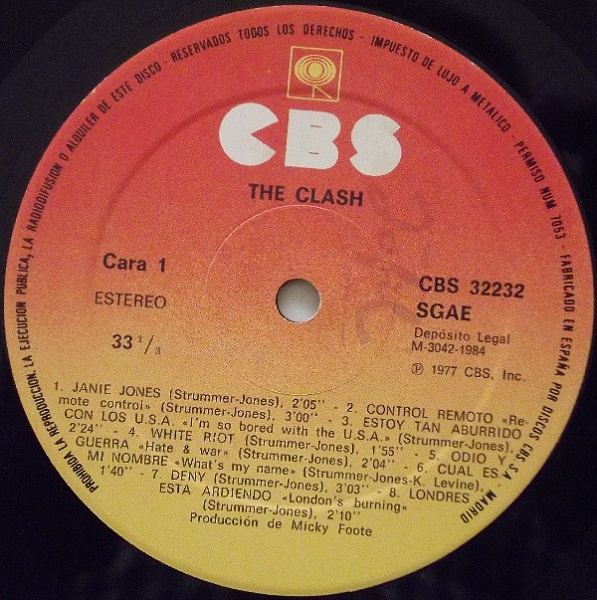 PROHIBIDA LA REPRODUCCION, LA EJECUCION PUBLICA, LA RADIODIFUSION O ALQUILER DE ESTE DISCO - RESERVADOS TODOS LOS DERECHOS - IMPUESTO DE LUJO A METALICO - PERMISO NUM 7053 - FABRICADO EN ESPAÑA POR DISCOS CBS S.A. MADRID
CBS
THE CLASH
Cara 1
ESTEREO
33 1/3
CBS 32232
SGAE
Depósito Legal
M-3042-1984
℗ 1977 CBS, Inc.
1. JANIE JONES (Strummer-Jones), 2'05'' - 2. CONTROL REMOTO «Re-
mote control» (Strummer-Jones), 3'00'' - 3. ESTOY TAN ABURRIDO
CON LOS U.S.A. «I'm so bored with the U.S.A.» (Strummer-Jones),
2'24'' - 4. WHITE RIOT (Strummer-Jones), 1'55'' - 5. ODIO Y
GUERRA «Hate & war» (Strummer-Jones), 2'04'' - 6. CUAL ES
MI NOMBRE «What's my name» (Strummer-Jones-K. Levine),
1'40'' - 7. DENY (Strummer-Jones), 3'03'' - 8. LONDRES
ESTA ARDIENDO «London's burning»
(Strummer-Jones), 2'10''
Producción de Micky Foote